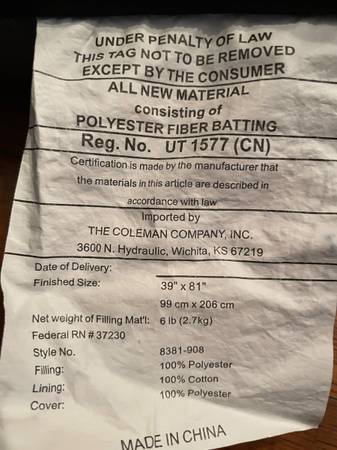 UNDER PENALTY OF LAW
THIS TAG NOT TO BE REMOVED
EXCEPT BY THE CONSUMER
ALL NEW MATERIAL
consisting of
POLYESTER FIBER BATTING
Reg. No. UT 1577 (CN)
Certification is made by the manufacturer that
the materials in this article are described in
accordance with law
Imported by
THE COLEMAN COMPANY, INC.
3600 N. Hydraulic, Wichita, KS 67219
Date of Delivery:
Finished Size: 39" x 81"
99 cm x 206 cm
Net weight of Filling Mat'l: 6 lb (2.7kg)
Federal RN # 37230
Style No. 8381-908
Filling: 100% Polyester
Lining: 100% Cotton
Cover: 100% Polyester
MADE IN CHINA